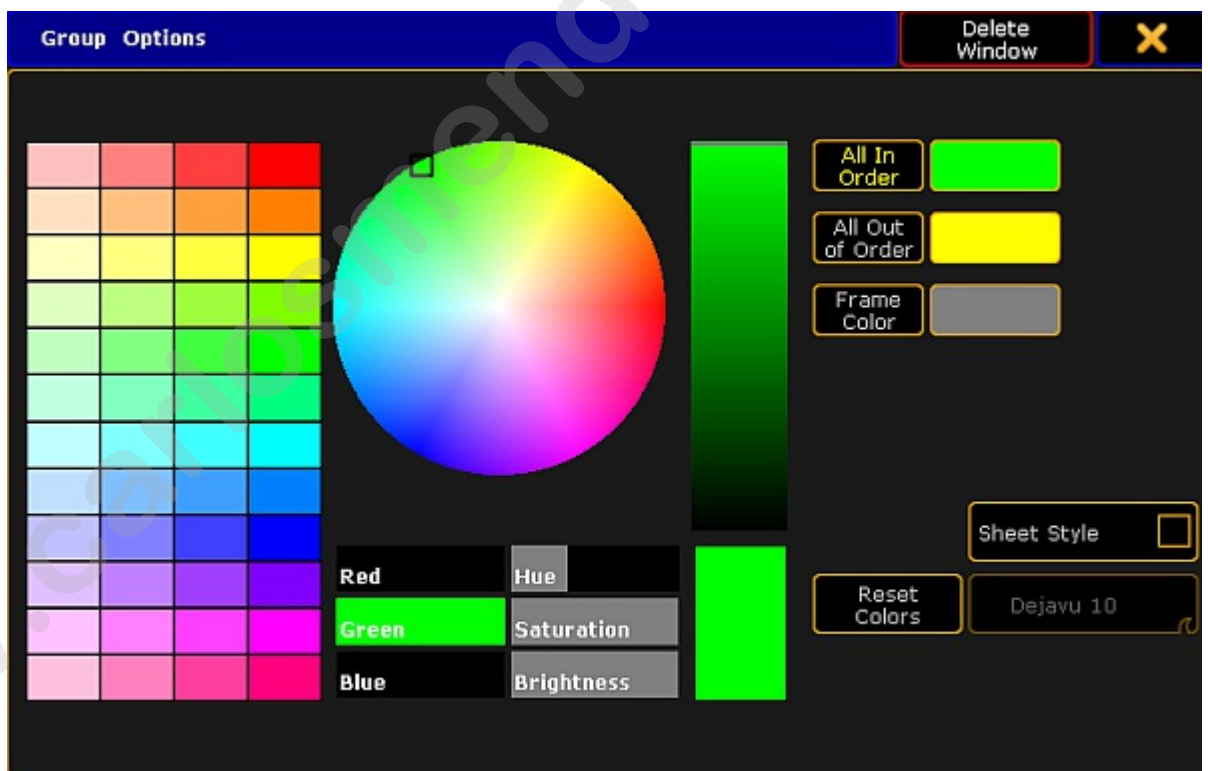 Group Options
Delete
Window
All In
Order
All Out
of Order
Frame
Color
Sheet Style
Red
Hue
Reset
Colors
Dejavu 10
Green
Saturation
Blue
Brightness
.carlosmend